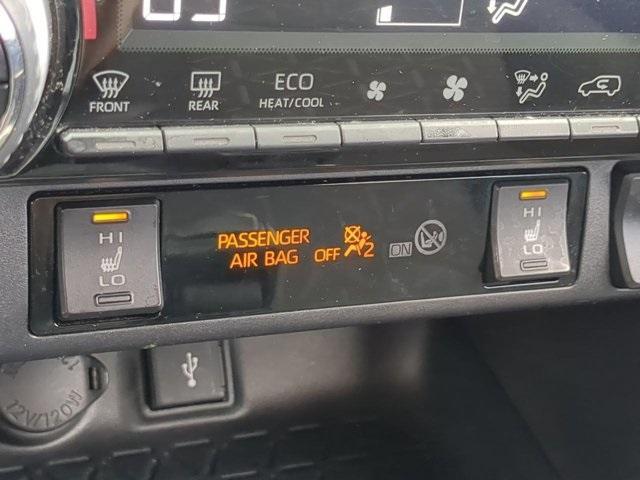 FRONT
REAR
ECO
HEAT/COOL
HI
LO
PASSENGER
AIR BAG OFF 2
ON
HI
LO
12V/120W